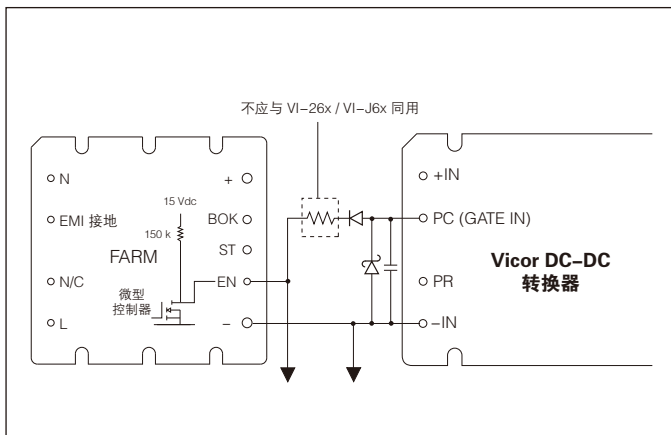 不应与 VI–26x / VI–J6x 同用
N
EMI 接地
N/C
L
15 Vdc
150 k
FARM
微型
控制器
+
BOK
ST
EN
–
+IN
PC (GATE IN)
PR
–IN
Vicor DC–DC
转换器